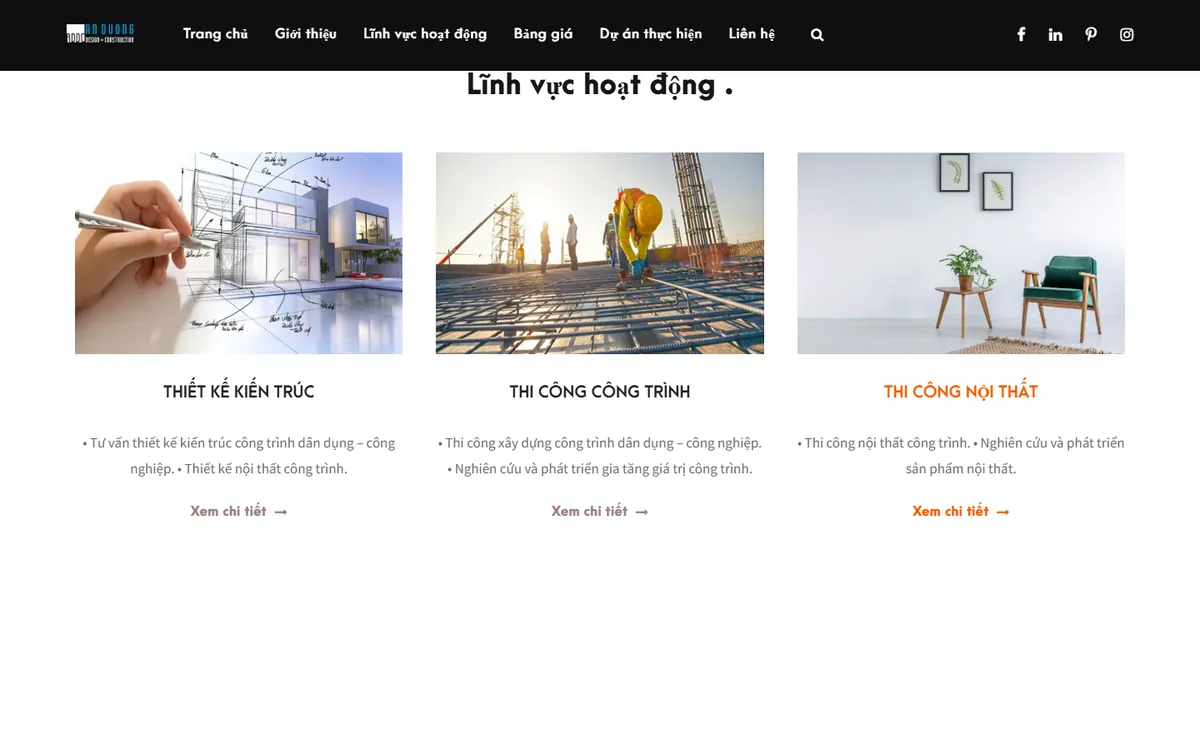 AN DUONG
DESIGN + CONSTRUCTION
Trang chủ
Giới thiệu
Lĩnh vực hoạt động
Bảng giá
Dự án thực hiện
Liên hệ
Lĩnh vực hoạt động .
THIẾT KẾ KIẾN TRÚC
• Tư vấn thiết kế kiến trúc công trình dân dụng – công
nghiệp. • Thiết kế nội thất công trình.
Xem chi tiết →
THI CÔNG CÔNG TRÌNH
• Thi công xây dựng công trình dân dụng – công nghiệp.
• Nghiên cứu và phát triển gia tăng giá trị công trình.
Xem chi tiết →
THI CÔNG NỘI THẤT
• Thi công nội thất công trình. • Nghiên cứu và phát triển
sản phẩm nội thất.
Xem chi tiết →